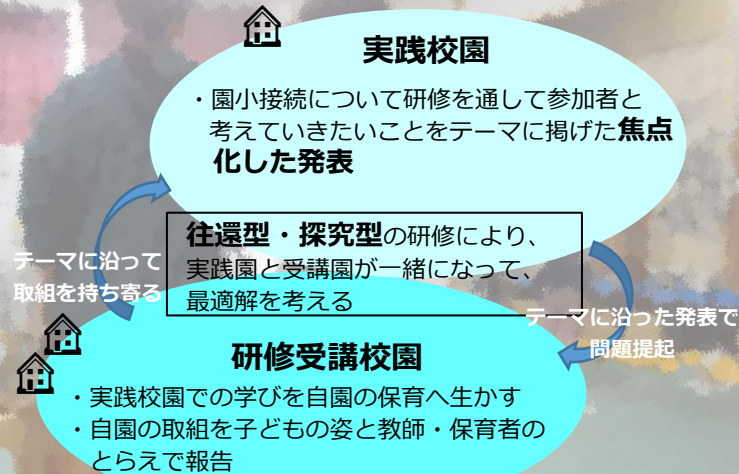 実践校園
・園小接続について研修を通して参加者と
考えていきたいことをテーマに掲げた焦点
化した発表
往還型・探究型の研修により、
実践園と受講園が一緒になって、
最適解を考える
テーマに沿って
取組を持ち寄る
テーマに沿った発表で
問題提起
研修受講校園
・実践校園での学びを自園の保育へ生かす
・自園の取組を子どもの姿と教師・保育者の
とらえで報告